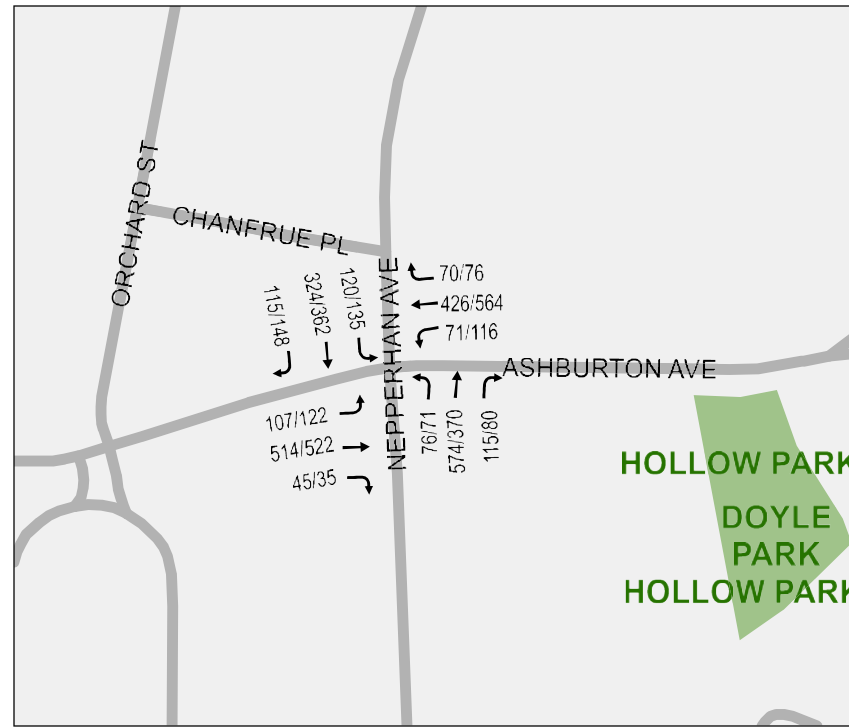 ORCHARD ST
CHANFRUE PL
NEPPERHAN AVE
70/76
426/564
71/116
120/135
324/362
115/148
ASHBURTON AVE
107/122
514/522
45/35
76/71
574/370
115/80
HOLLOW PARK
DOYLE
PARK
HOLLOW PARK